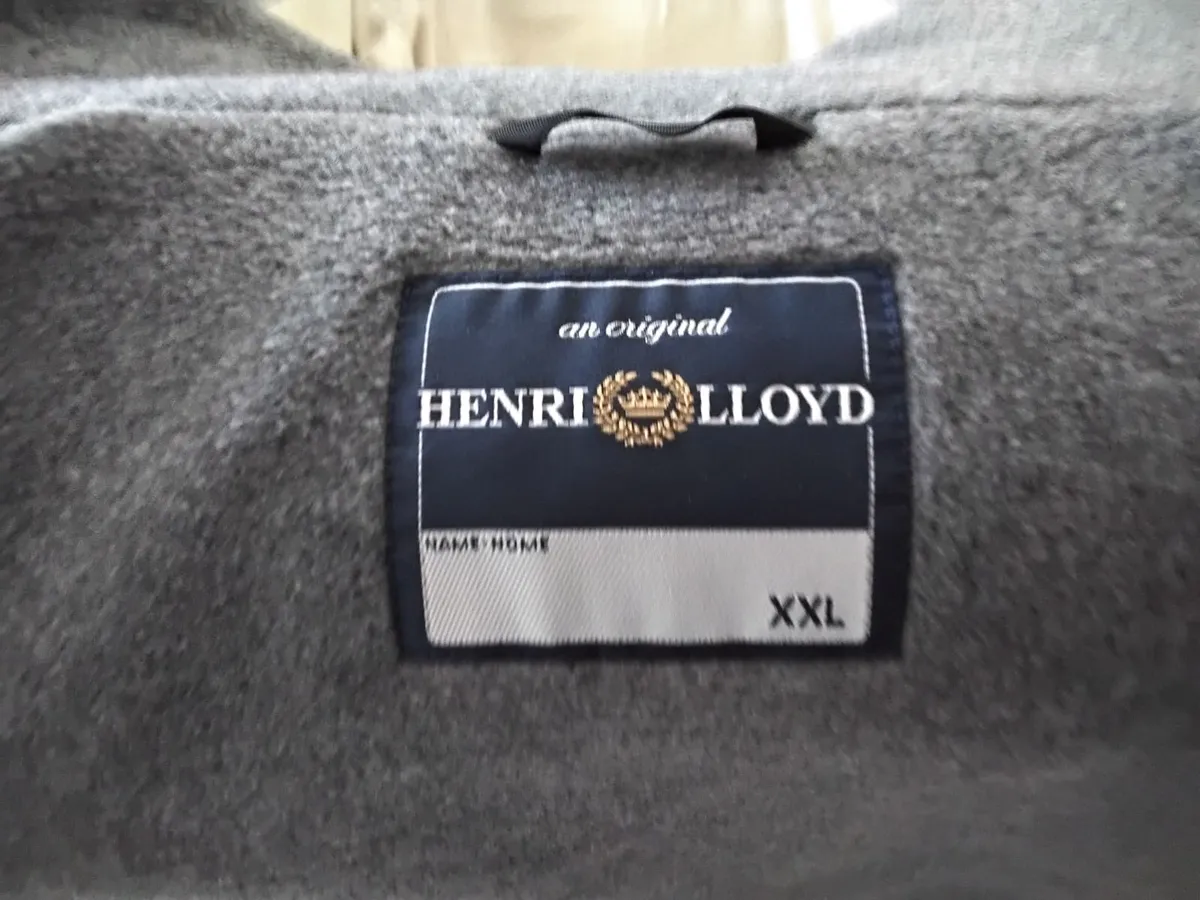 an original
HENRI LLOYD
NAME·NOME
XXL